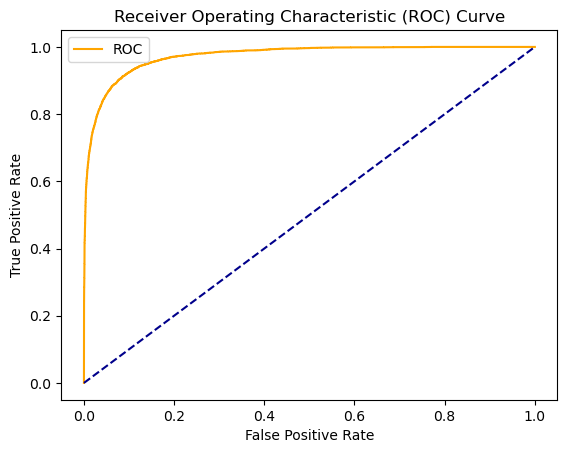 Receiver Operating Characteristic (ROC) Curve
ROC
1.0
0.8
0.6
0.4
0.2
0.0
True Positive Rate
0.0 0.2 0.4 0.6 0.8 1.0
False Positive Rate